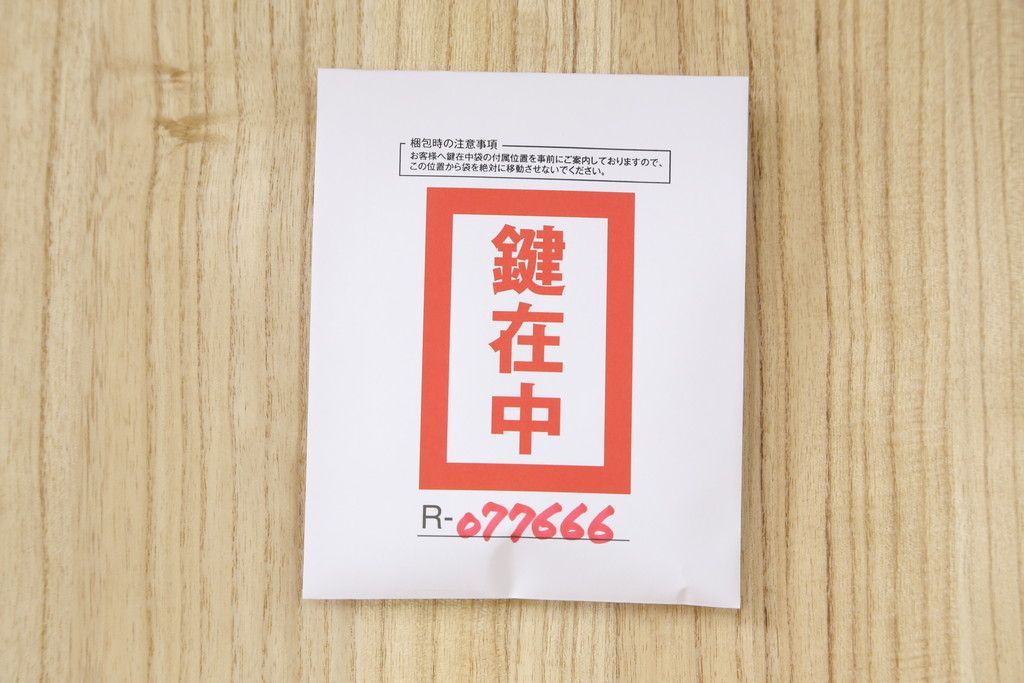 梱包時の注意事項
お客様へ鍵在中袋の付属位置を事前にご案内しておりますので、
この位置から袋を絶対に移動させないでください。
鍵在中
R-077666